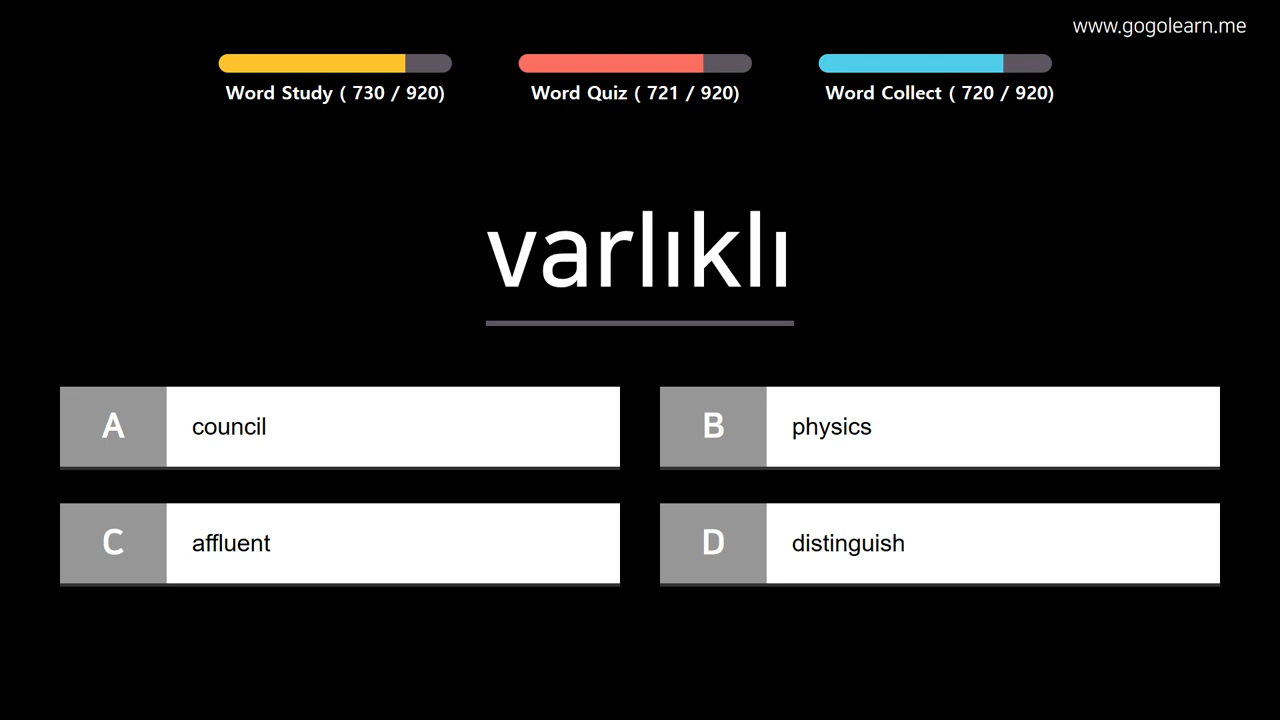 www.gogolearn.me
Word Study ( 730 / 920)
Word Quiz ( 721 / 920)
Word Collect ( 720 / 920)
varlıklı
A council
B physics
C affluent
D distinguish